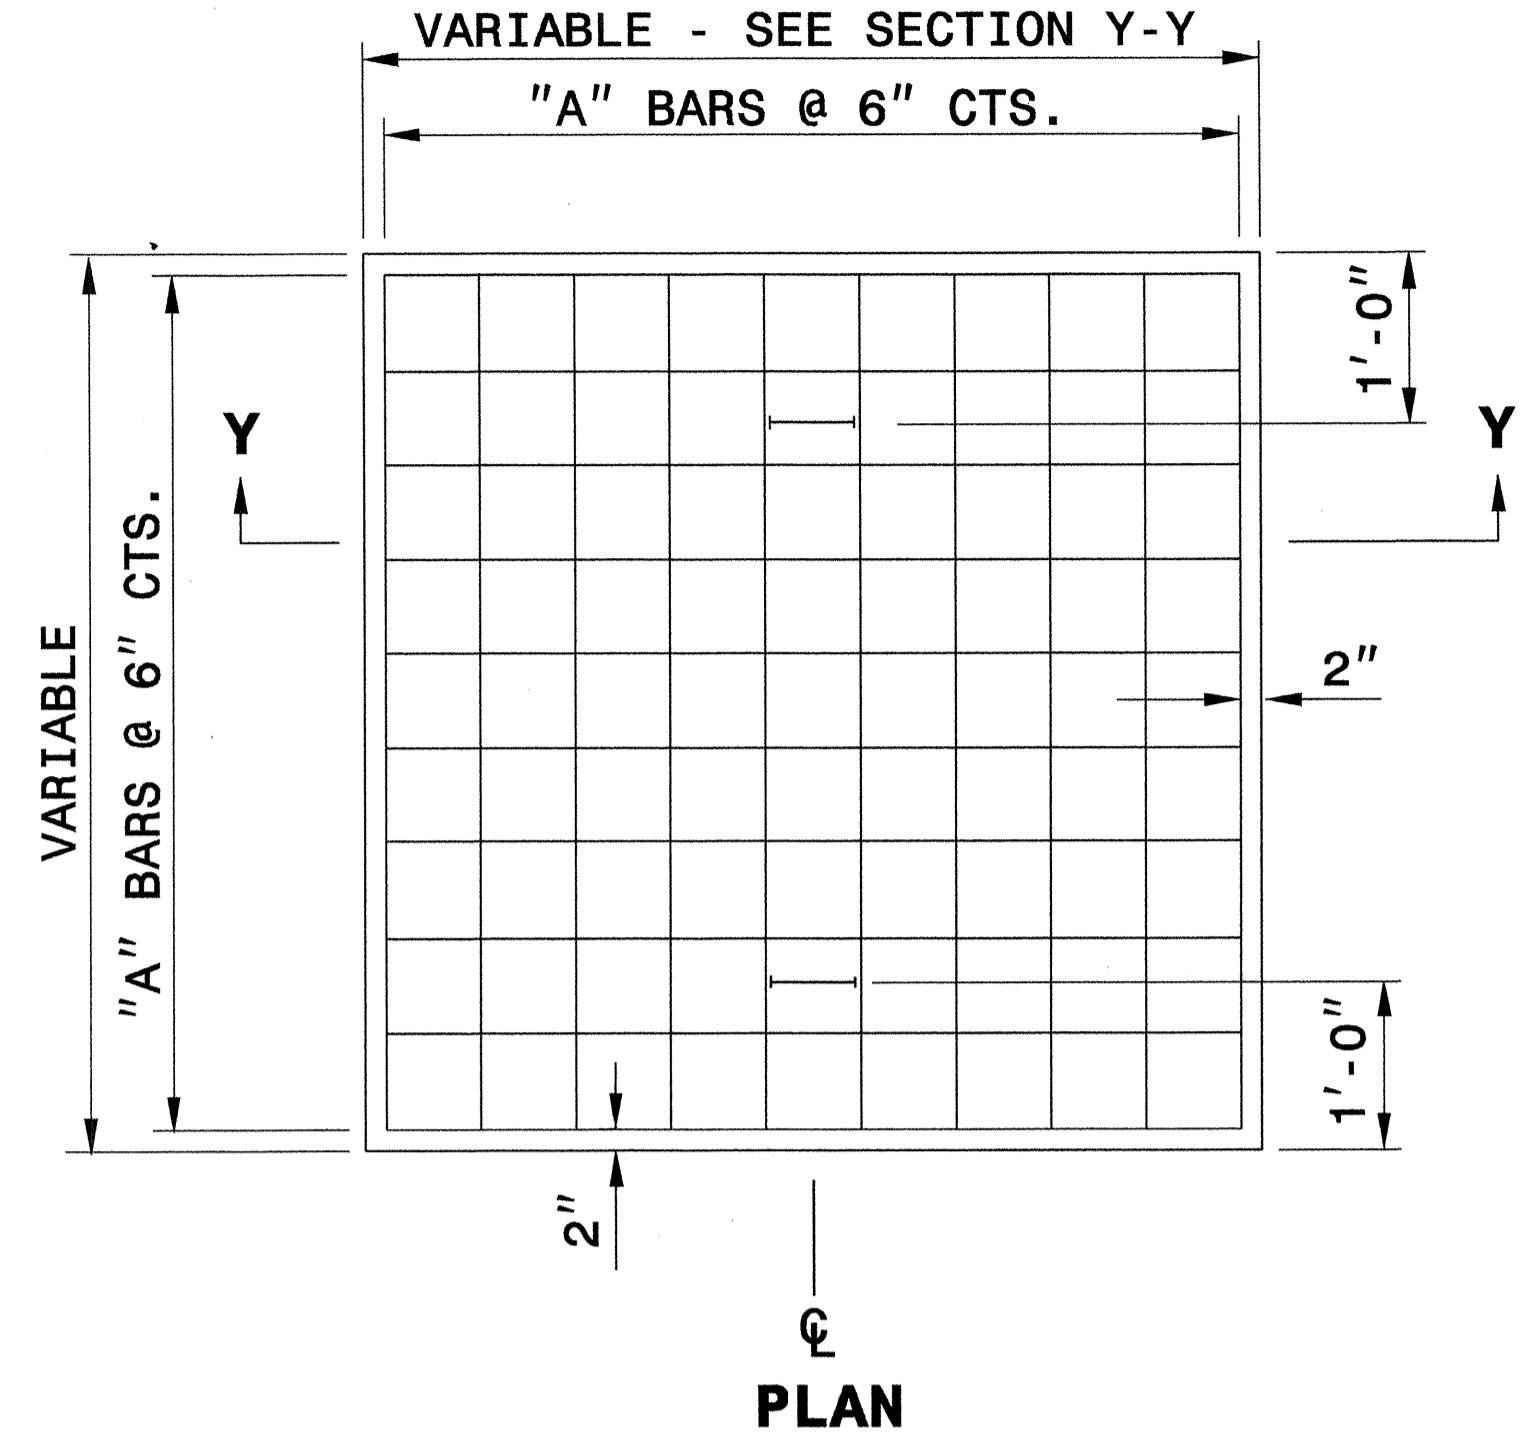 VARIABLE - SEE SECTION Y-Y
"A" BARS @ 6" CTS.
1'-0"
Y
Y
VARIABLE
"A" BARS @ 6" CTS.
2"
1'-0"
2"
℄
PLAN